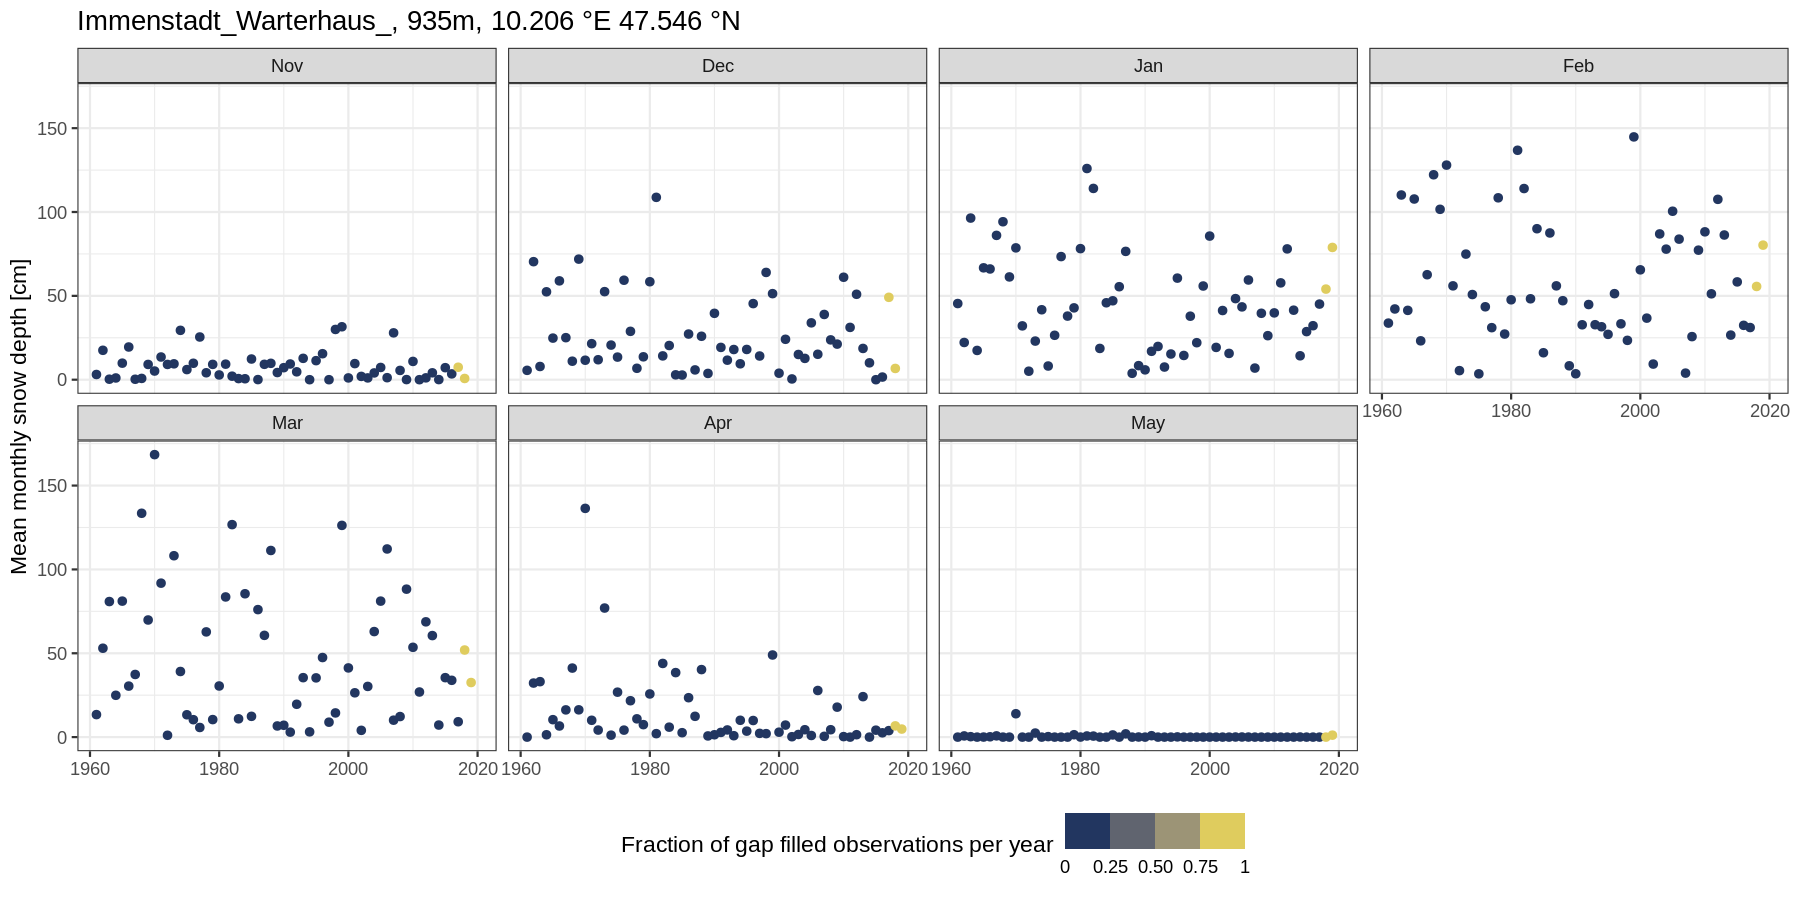 Immenstadt_Warterhaus_, 935m, 10.206 °E 47.546 °N
Nov
Dec
Jan
Feb
150
100
50
0
1960 1980 2000 2020
Mar
Apr
May
150
100
50
0
1960 1980 2000 2020
1960 1980 2000 2020
1960 1980 2000 2020
Mean monthly snow depth [cm]
Fraction of gap filled observations per year
0 0.25 0.50 0.75 1